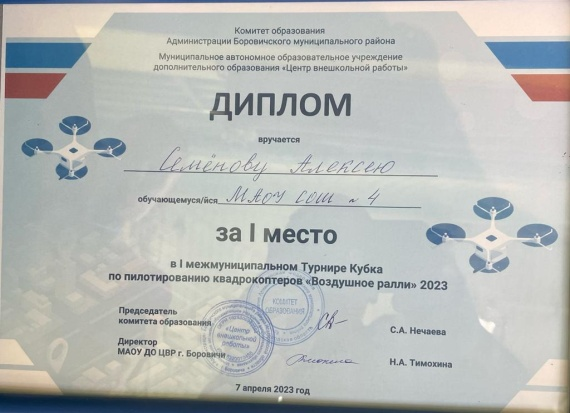 Комитет образования
Администрации Боровичского муниципального района
Муниципальное автономное образовательное учреждение
дополнительного образования «Центр внешкольной работы»
ДИПЛОМ
вручается
Семёнову Алексею
обучающемуся/йся МАОУ СОШ № 4
за I место
в I межмуниципальном Турнире Кубка
по пилотированию квадрокоптеров «Воздушное ралли» 2023
Председатель
комитета образования
С.А. Нечаева
КОМИТЕТ
ОБРАЗОВАНИЯ
«Центр
внешкольной
работы»
Директор
МАОУ ДО ЦВР г. Боровичи
Н.А. Тимохина
7 апреля 2023 год